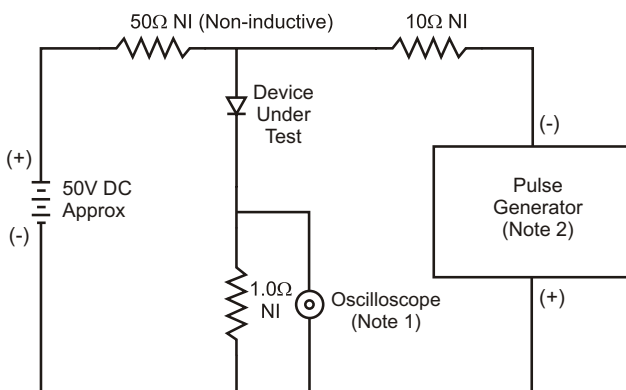 50Ω NI (Non-inductive)
10Ω NI
Device
Under
Test
(-)
(+)
50V DC
Approx
(-)
Pulse
Generator
(Note 2)
1.0Ω
NI
Oscilloscope
(Note 1)
(+)